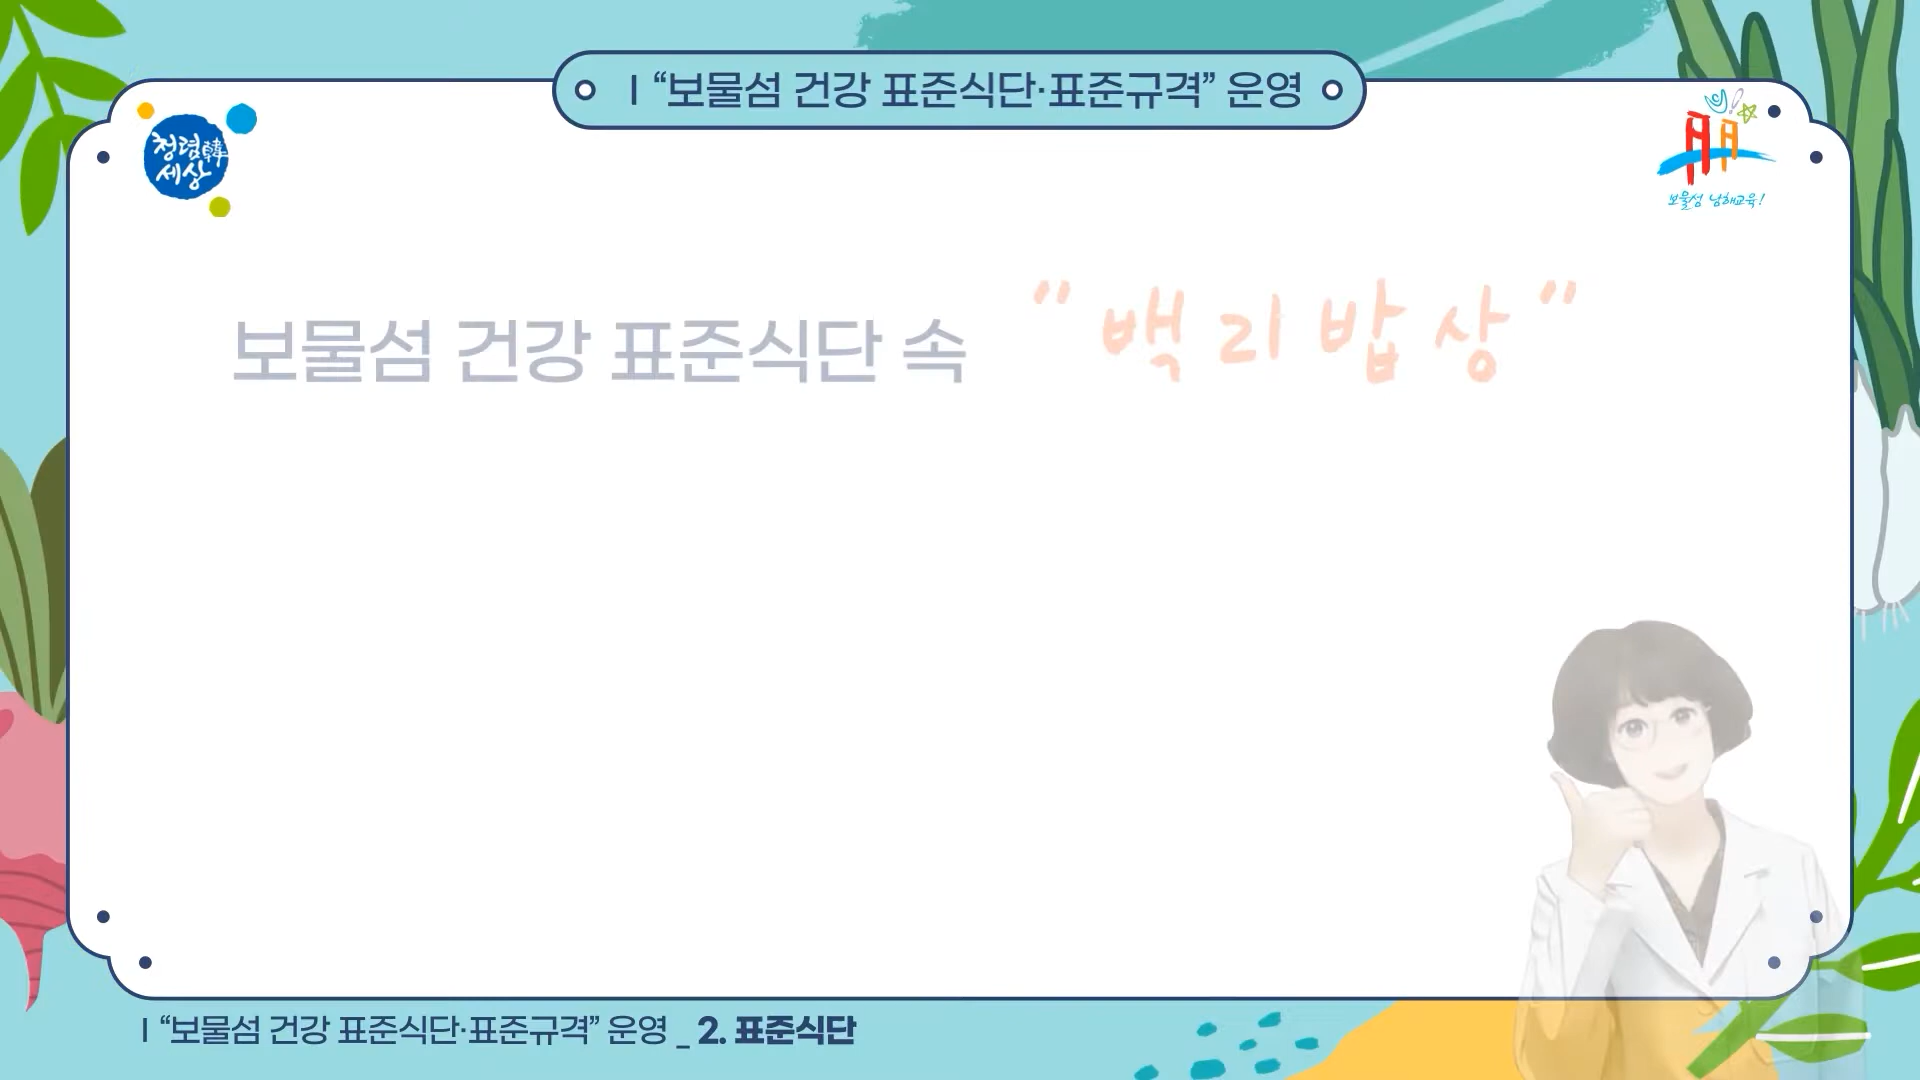 Ⅰ “보물섬 건강 표준식단·표준규격” 운영
청렴韓
세상
보물섬 남해교육!
보물섬 건강 표준식단 속 “백리밥상”
Ⅰ “보물섬 건강 표준식단·표준규격” 운영 _ 2. 표준식단